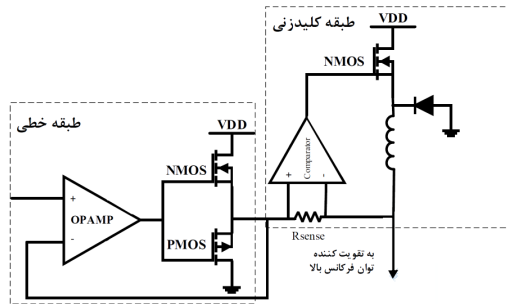 طبقه کلیدزنی
VDD
NMOS
طبقه خطی
VDD
Comparator
NMOS
+
-
+
OPAMP
-
PMOS
Rsense
به تقویت کننده
توان فرکانس بالا